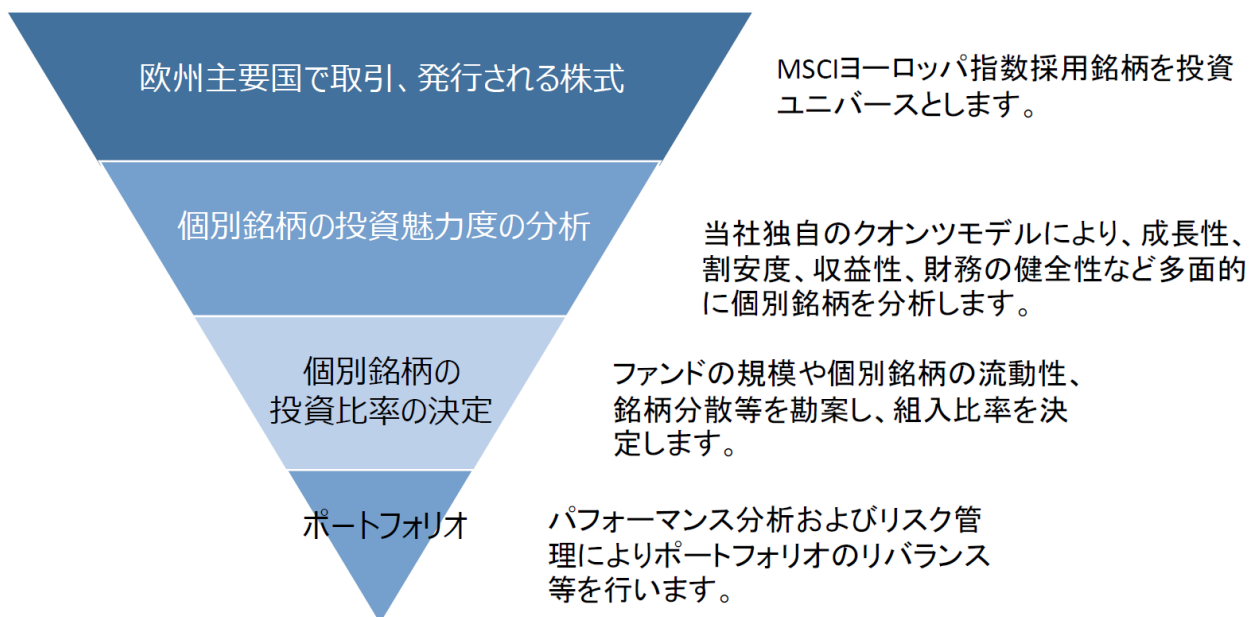 欧州主要国で取引、発行される株式
MSCIヨーロッパ指数採用銘柄を投資
ユニバースとします。
個別銘柄の投資魅力度の分析
当社独自のクオンツモデルにより、成長性、
割安度、収益性、財務の健全性など多面的
に個別銘柄を分析します。
個別銘柄の
投資比率の決定
ファンドの規模や個別銘柄の流動性、
銘柄分散等を勘案し、組入比率を決
定します。
ポートフォリオ
パフォーマンス分析およびリスク管
理によりポートフォリオのリバランス
等を行います。